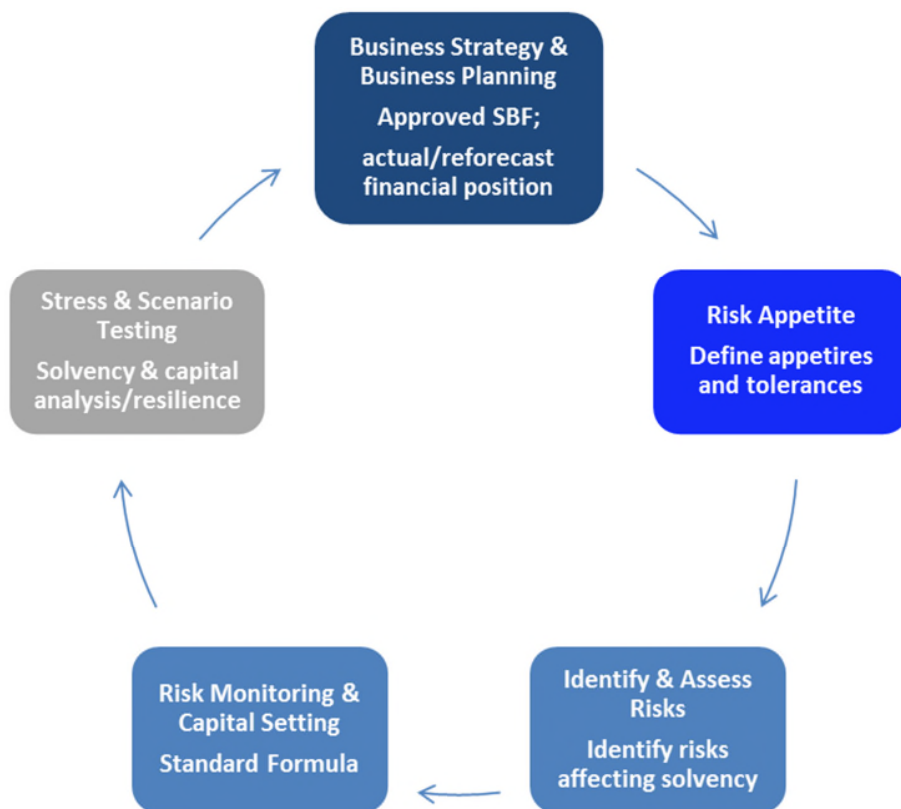 Business Strategy &
Business Planning
Approved SBF;
actual/reforecast
financial position
Risk Appetite
Define appetires
and tolerances
Identify & Assess
Risks
Identify risks
affecting solvency
Risk Monitoring &
Capital Setting
Standard Formula
Stress & Scenario
Testing
Solvency & capital
analysis/resilience